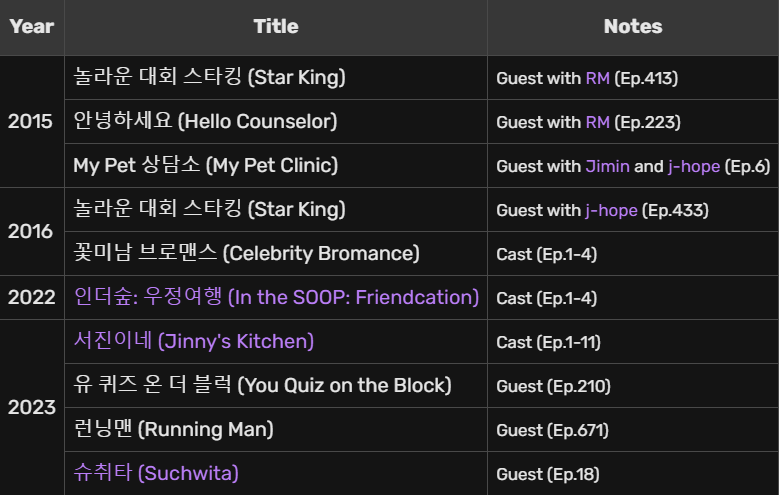 Year Title Notes
2015
놀라운 대회 스타킹 (Star King) Guest with RM (Ep.413)
안녕하세요 (Hello Counselor) Guest with RM (Ep.223)
My Pet 상담소 (My Pet Clinic) Guest with Jimin and j-hope (Ep.6)
2016
놀라운 대회 스타킹 (Star King) Guest with j-hope (Ep.433)
꽃미남 브로맨스 (Celebrity Bromance) Cast (Ep.1-4)
2022 인더숲: 우정여행 (In the SOOP: Friendcation) Cast (Ep.1-4)
2023
서진이네 (Jinny's Kitchen) Cast (Ep.1-11)
유 퀴즈 온 더 블럭 (You Quiz on the Block) Guest (Ep.210)
런닝맨 (Running Man) Guest (Ep.671)
슈취타 (Suchwita) Guest (Ep.18)